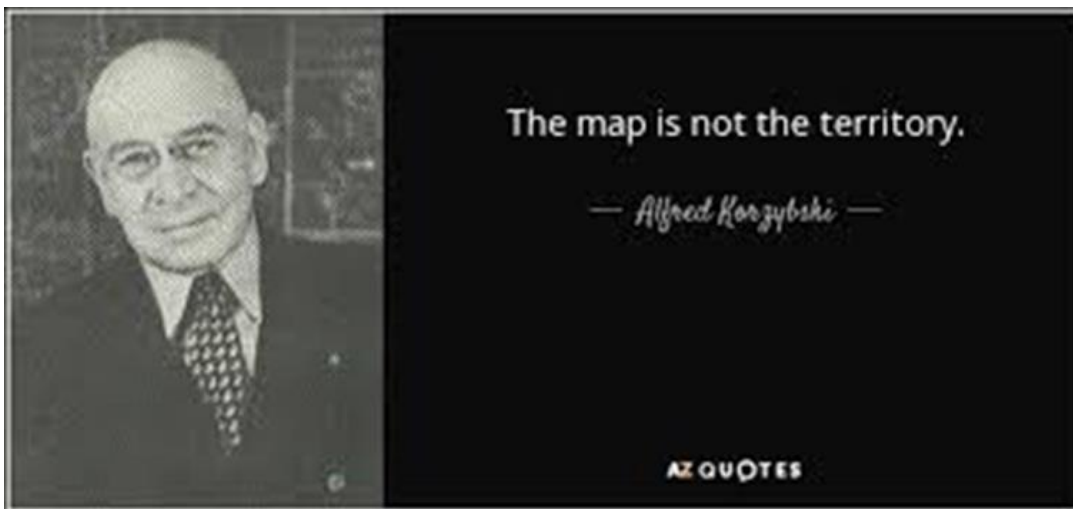 The map is not the territory.
— Alfred Korzybski —
AZ QUOTES